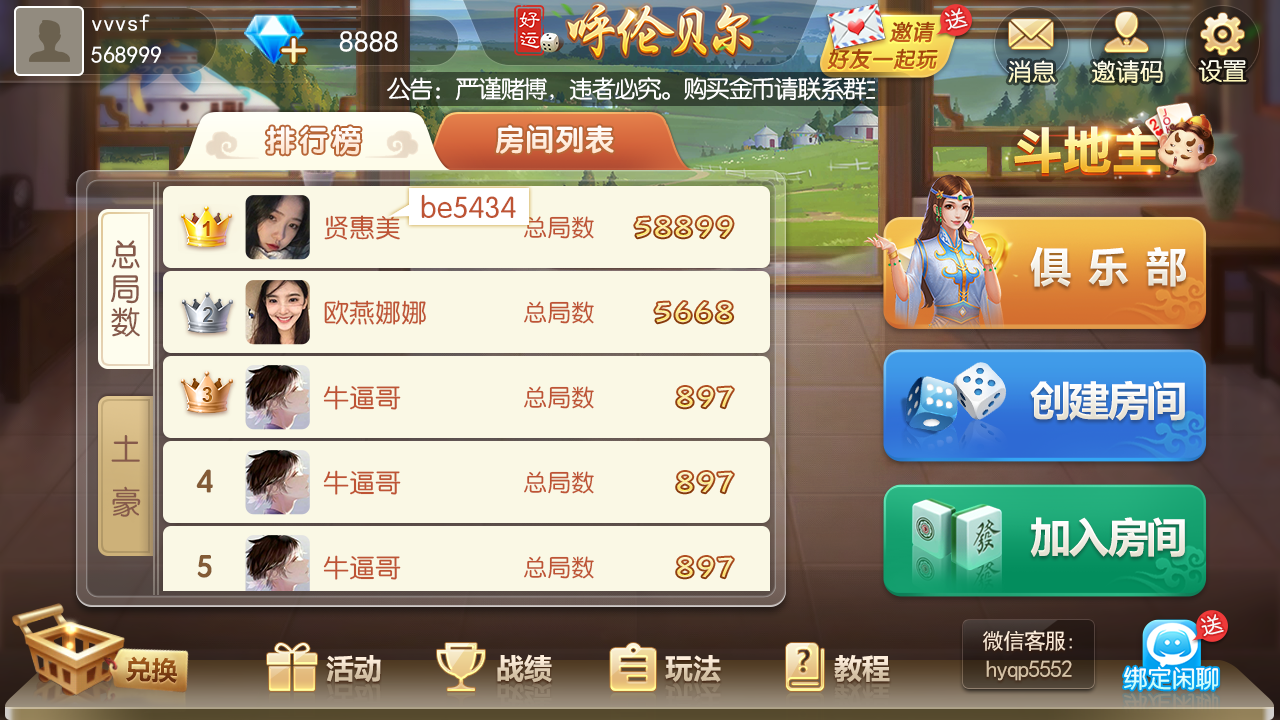 vvvsf
568999
8888
好运
呼伦贝尔
邀请
好友一起玩
送
消息
邀请码
设置
公告：严谨赌博，违者必究。购买金币请联系群主
排行榜
房间列表
斗地主
总局数
土豪
1
贤惠美
be5434
总局数
58899
2
欧燕娜娜
总局数
5668
3
牛逼哥
总局数
897
4
牛逼哥
总局数
897
5
牛逼哥
总局数
897
俱乐部
创建房间
發
加入房间
兑换
活动
战绩
玩法
?
教程
微信客服：
hyqp5552
送
绑定闲聊